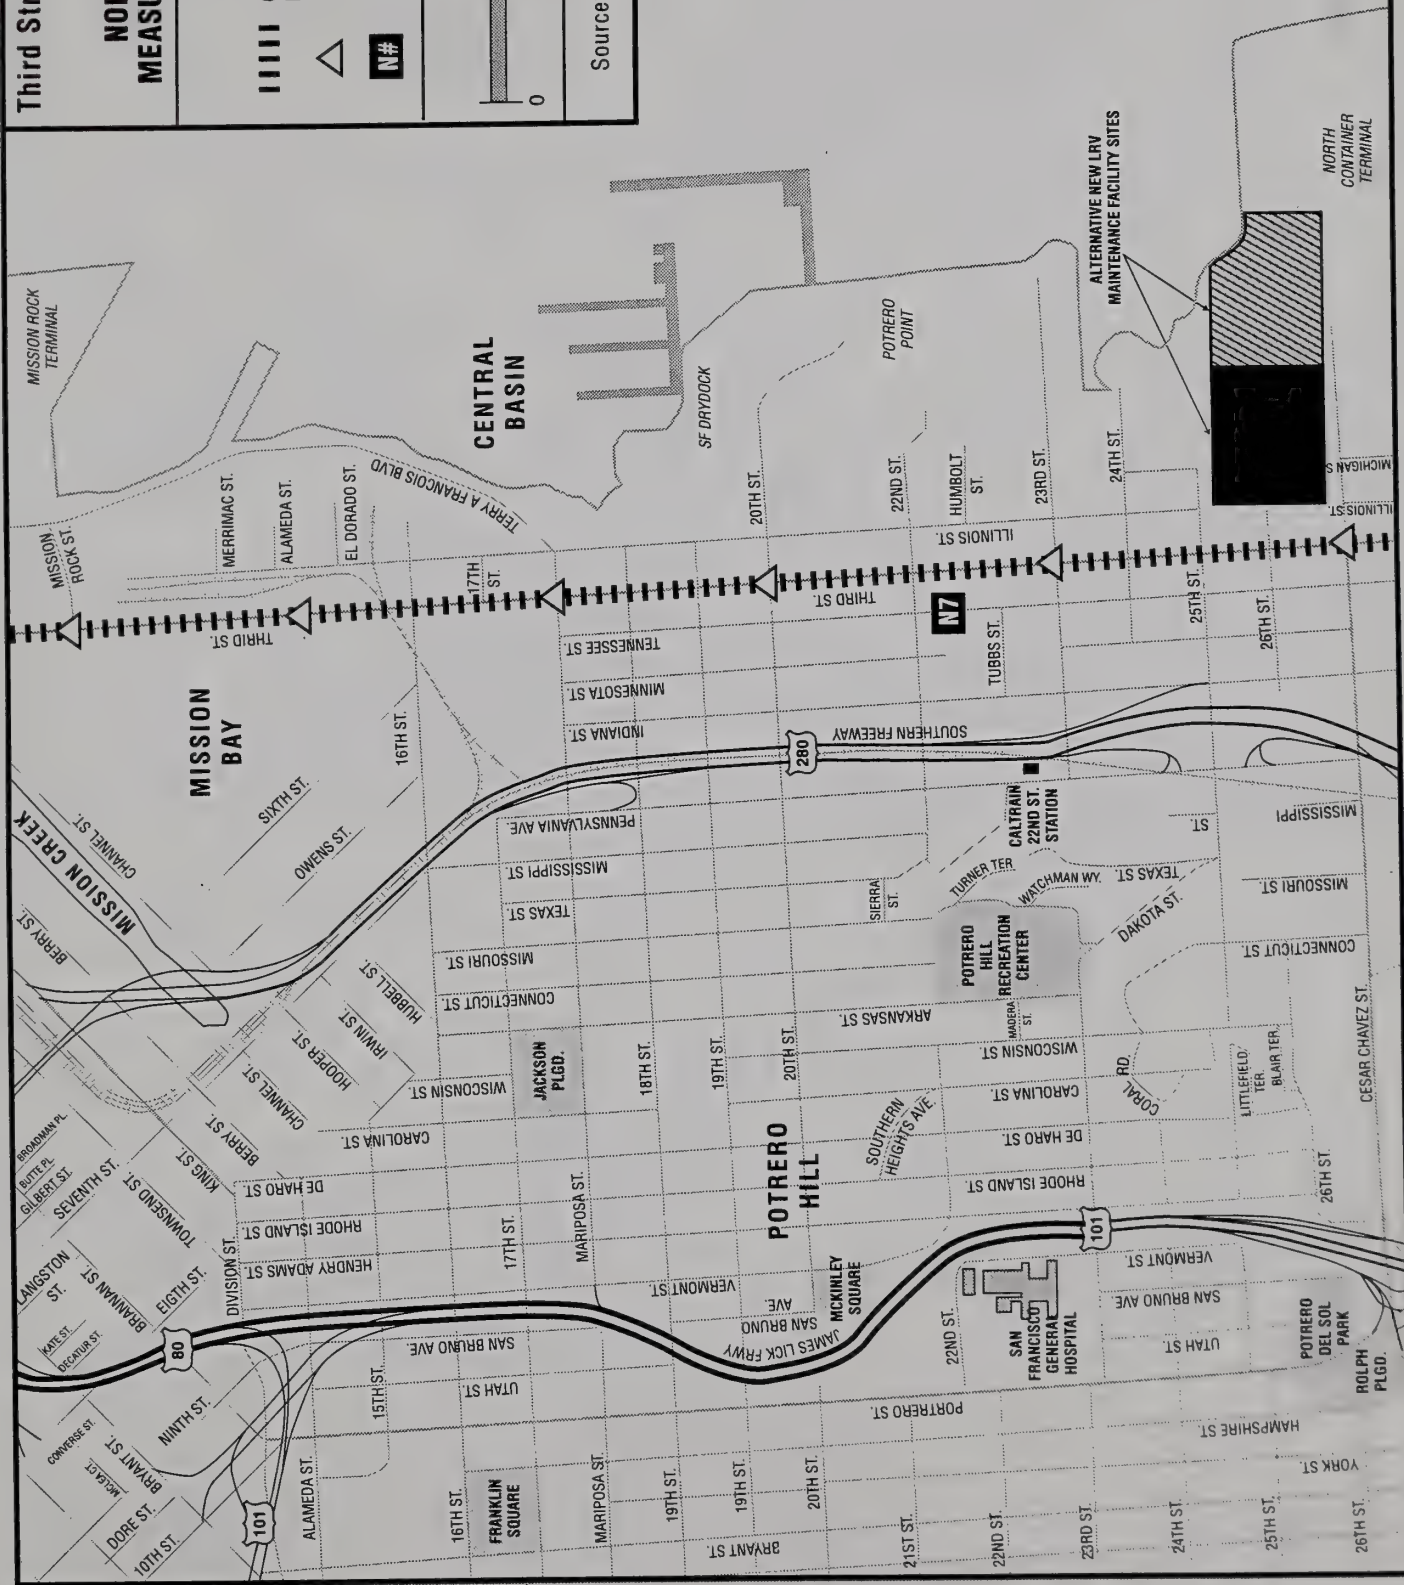 Third Str
NOI
MEASU
N#
0
Source
MISSION ROCK
TERMINAL
MISSION
ROCK ST.
MERRIMAC ST.
ALAMEDA ST.
EL DORADO ST.
TERRY A FRANCOIS BLVD
CENTRAL
BASIN
SF DRYDOCK
POTRERO
POINT
ALTERNATIVE NEW LRV
MAINTENANCE FACILITY SITES
NORTH
CONTAINER
TERMINAL
17TH
ST.
20TH ST.
22ND ST.
HUMBOLT
ST.
23RD ST.
24TH ST.
MICHIGAN S
ILLINOIS ST.
ILLINOIS ST.
THRID ST.
THIRD ST.
N7
25TH ST.
26TH ST.
TUBBS ST.
TENNESSEE ST.
MINNESOTA ST.
INDIANA ST.
SOUTHERN FREEWAY
MISSION
BAY
16TH ST.
280
CALTRAIN
22ND ST.
STATION
MISSION CREEK
CHANNEL ST.
BERRY ST.
SIXTH ST.
OWENS ST.
PENNSYLVANIA AVE.
MISSISSIPPI ST.
TEXAS ST.
MISSOURI ST.
CONNECTICUT ST.
SIERRA
ST.
TURNER TER
WATCHMAN WY.
TEXAS ST.
ST.
MISSISSIPPI
MISSOURI ST.
DAKOTA ST.
CONNECTICUT ST.
POTRERO
HILL
RECREATION
CENTER
MADERA
ST.
ARKANSAS ST.
HUBBELL ST.
IRWIN ST.
HOOPER ST.
CHANNEL ST.
BERRY ST.
KING ST.
WISCONSIN ST.
JACKSON
PLGD.
18TH ST.
19TH ST.
20TH ST.
WISCONSIN ST.
CAROLINA ST.
CAROLINA ST.
CORAL RD.
LITTLEFIELD
TER.
BLAIR TER.
CESAR CHAVEZ ST.
BROADMAN PL.
BUTTE PL.
GILBERT ST.
SEVENTH ST.
TOWNSEND ST.
DE HARO ST.
RHODE ISLAND ST.
HENDRY ADAMS ST.
DIVISION ST.
17TH ST.
MARIPOSA ST.
POTRERO
HILL
SOUTHERN
HEIGHTS AVE.
DE HARO ST.
RHODE ISLAND ST.
26TH ST.
LANGSTON
ST.
BRANNAN ST.
EIGTH ST.
KATE ST.
DECATUR ST.
80
VERMONT ST.
SAN BRUNO
AVE
MCKINLEY
SQUARE
JAMES LICK FRWY
101
VERMONT ST.
SAN BRUNO AVE
UTAH ST.
22ND ST.
SAN
FRANCISCO
GENERAL
HOSPITAL
POTRERO
DEL SOL
PARK
ROLPH
PLGD.
SAN BRUNO AVE.
UTAH ST.
15TH ST.
PORTRERO ST.
HAMPSHIRE ST.
YORK ST.
CONVERSE ST.
MCLEA CT.
BRYANT ST.
NINTH ST.
DORE ST.
10TH ST.
101
ALAMEDA ST.
16TH ST.
FRANKLIN
SQUARE
MARIPOSA ST.
19TH ST.
19TH ST.
20TH ST.
BRYANT ST.
21ST ST.
22ND ST.
23RD ST.
24TH ST.
25TH ST.
26TH ST.